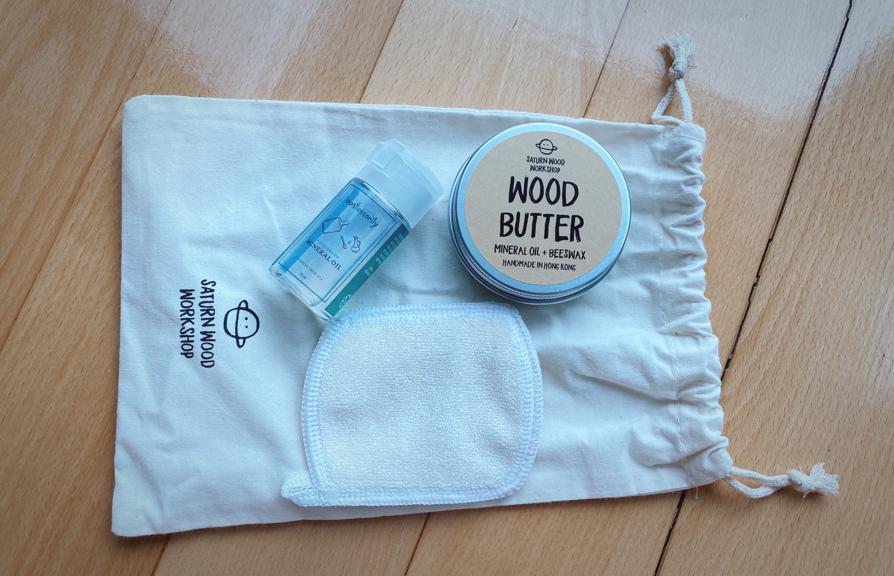 SATURN WOOD
WORKSHOP
WOOD
BUTTER
MINERAL OIL + BEESWAX
HANDMADE IN HONG KONG
MINERAL OIL
SATURN WOOD
WORKSHOP